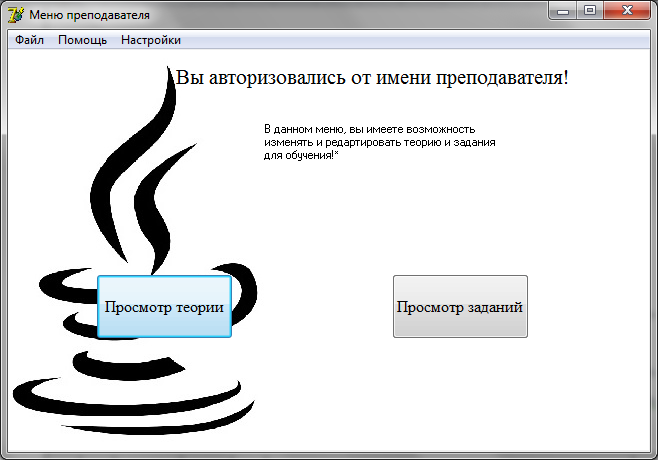 Меню преподавателя
Файл Помощь Настройки
Вы авторизовались от имени преподавателя!
В данном меню, вы имеете возможность
изменять и редартировать теорию и задания
для обучения!*
Просмотр теории
Просмотр заданий